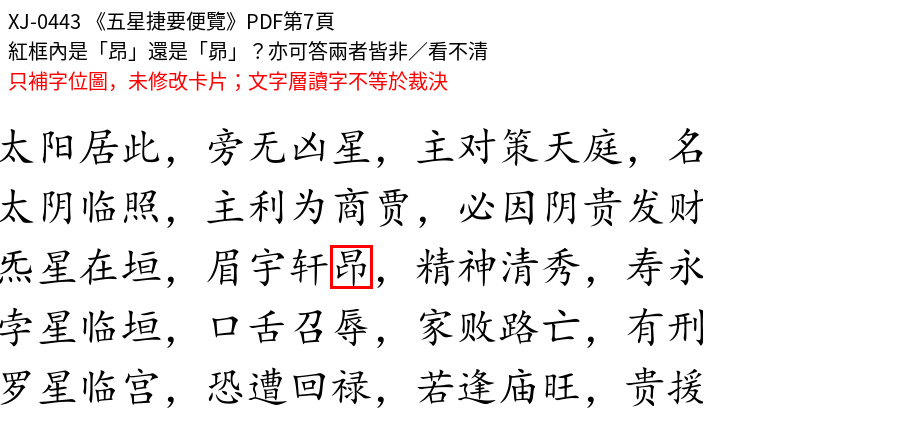 XJ-0443 《五星捷要便覽》PDF第7頁
紅框內是「昂」還是「昴」？亦可答兩者皆非／看不清
只補字位圖，未修改卡片；文字層讀字不等於裁決
太阳居此，旁无凶星，主对策天庭，名
太阴临照，主利为商贾，必因阴贵发财
炁星在垣，眉宇轩昂，精神清秀，寿永
孛星临垣，口舌召辱，家败路亡，有刑
罗星临宫，恐遭回禄，若逢庙旺，贵援